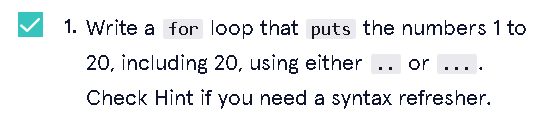 1. Write a for loop that puts the numbers 1 to
20, including 20, using either .. or ... .
Check Hint if you need a syntax refresher.